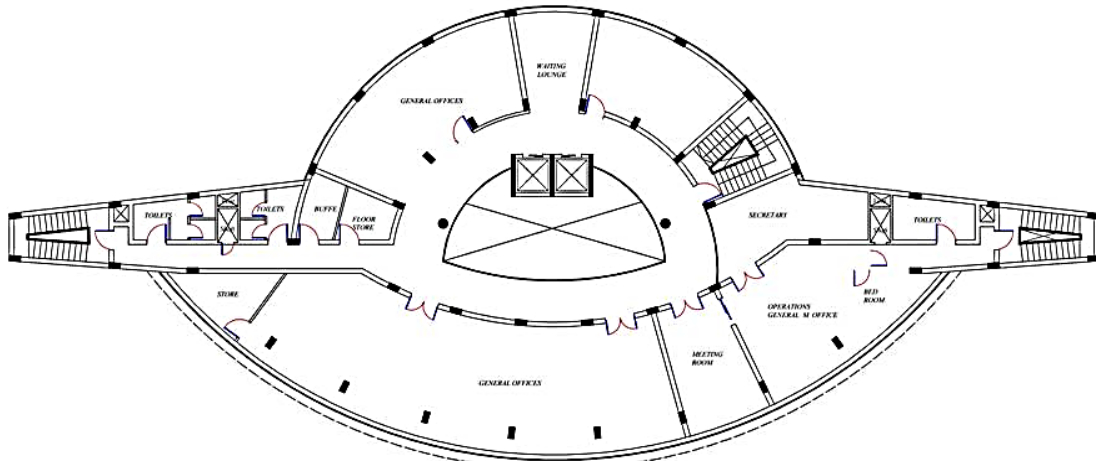 WAITING
LOUNGE
GENERAL OFFICES
TOILETS
TOILETS
BUFFE
FLOOR
STORE
SECRETARY
TOILETS
STORE
OPERATIONS
GENERAL M OFFICE
BED
ROOM
MEETING
ROOM
GENERAL OFFICES